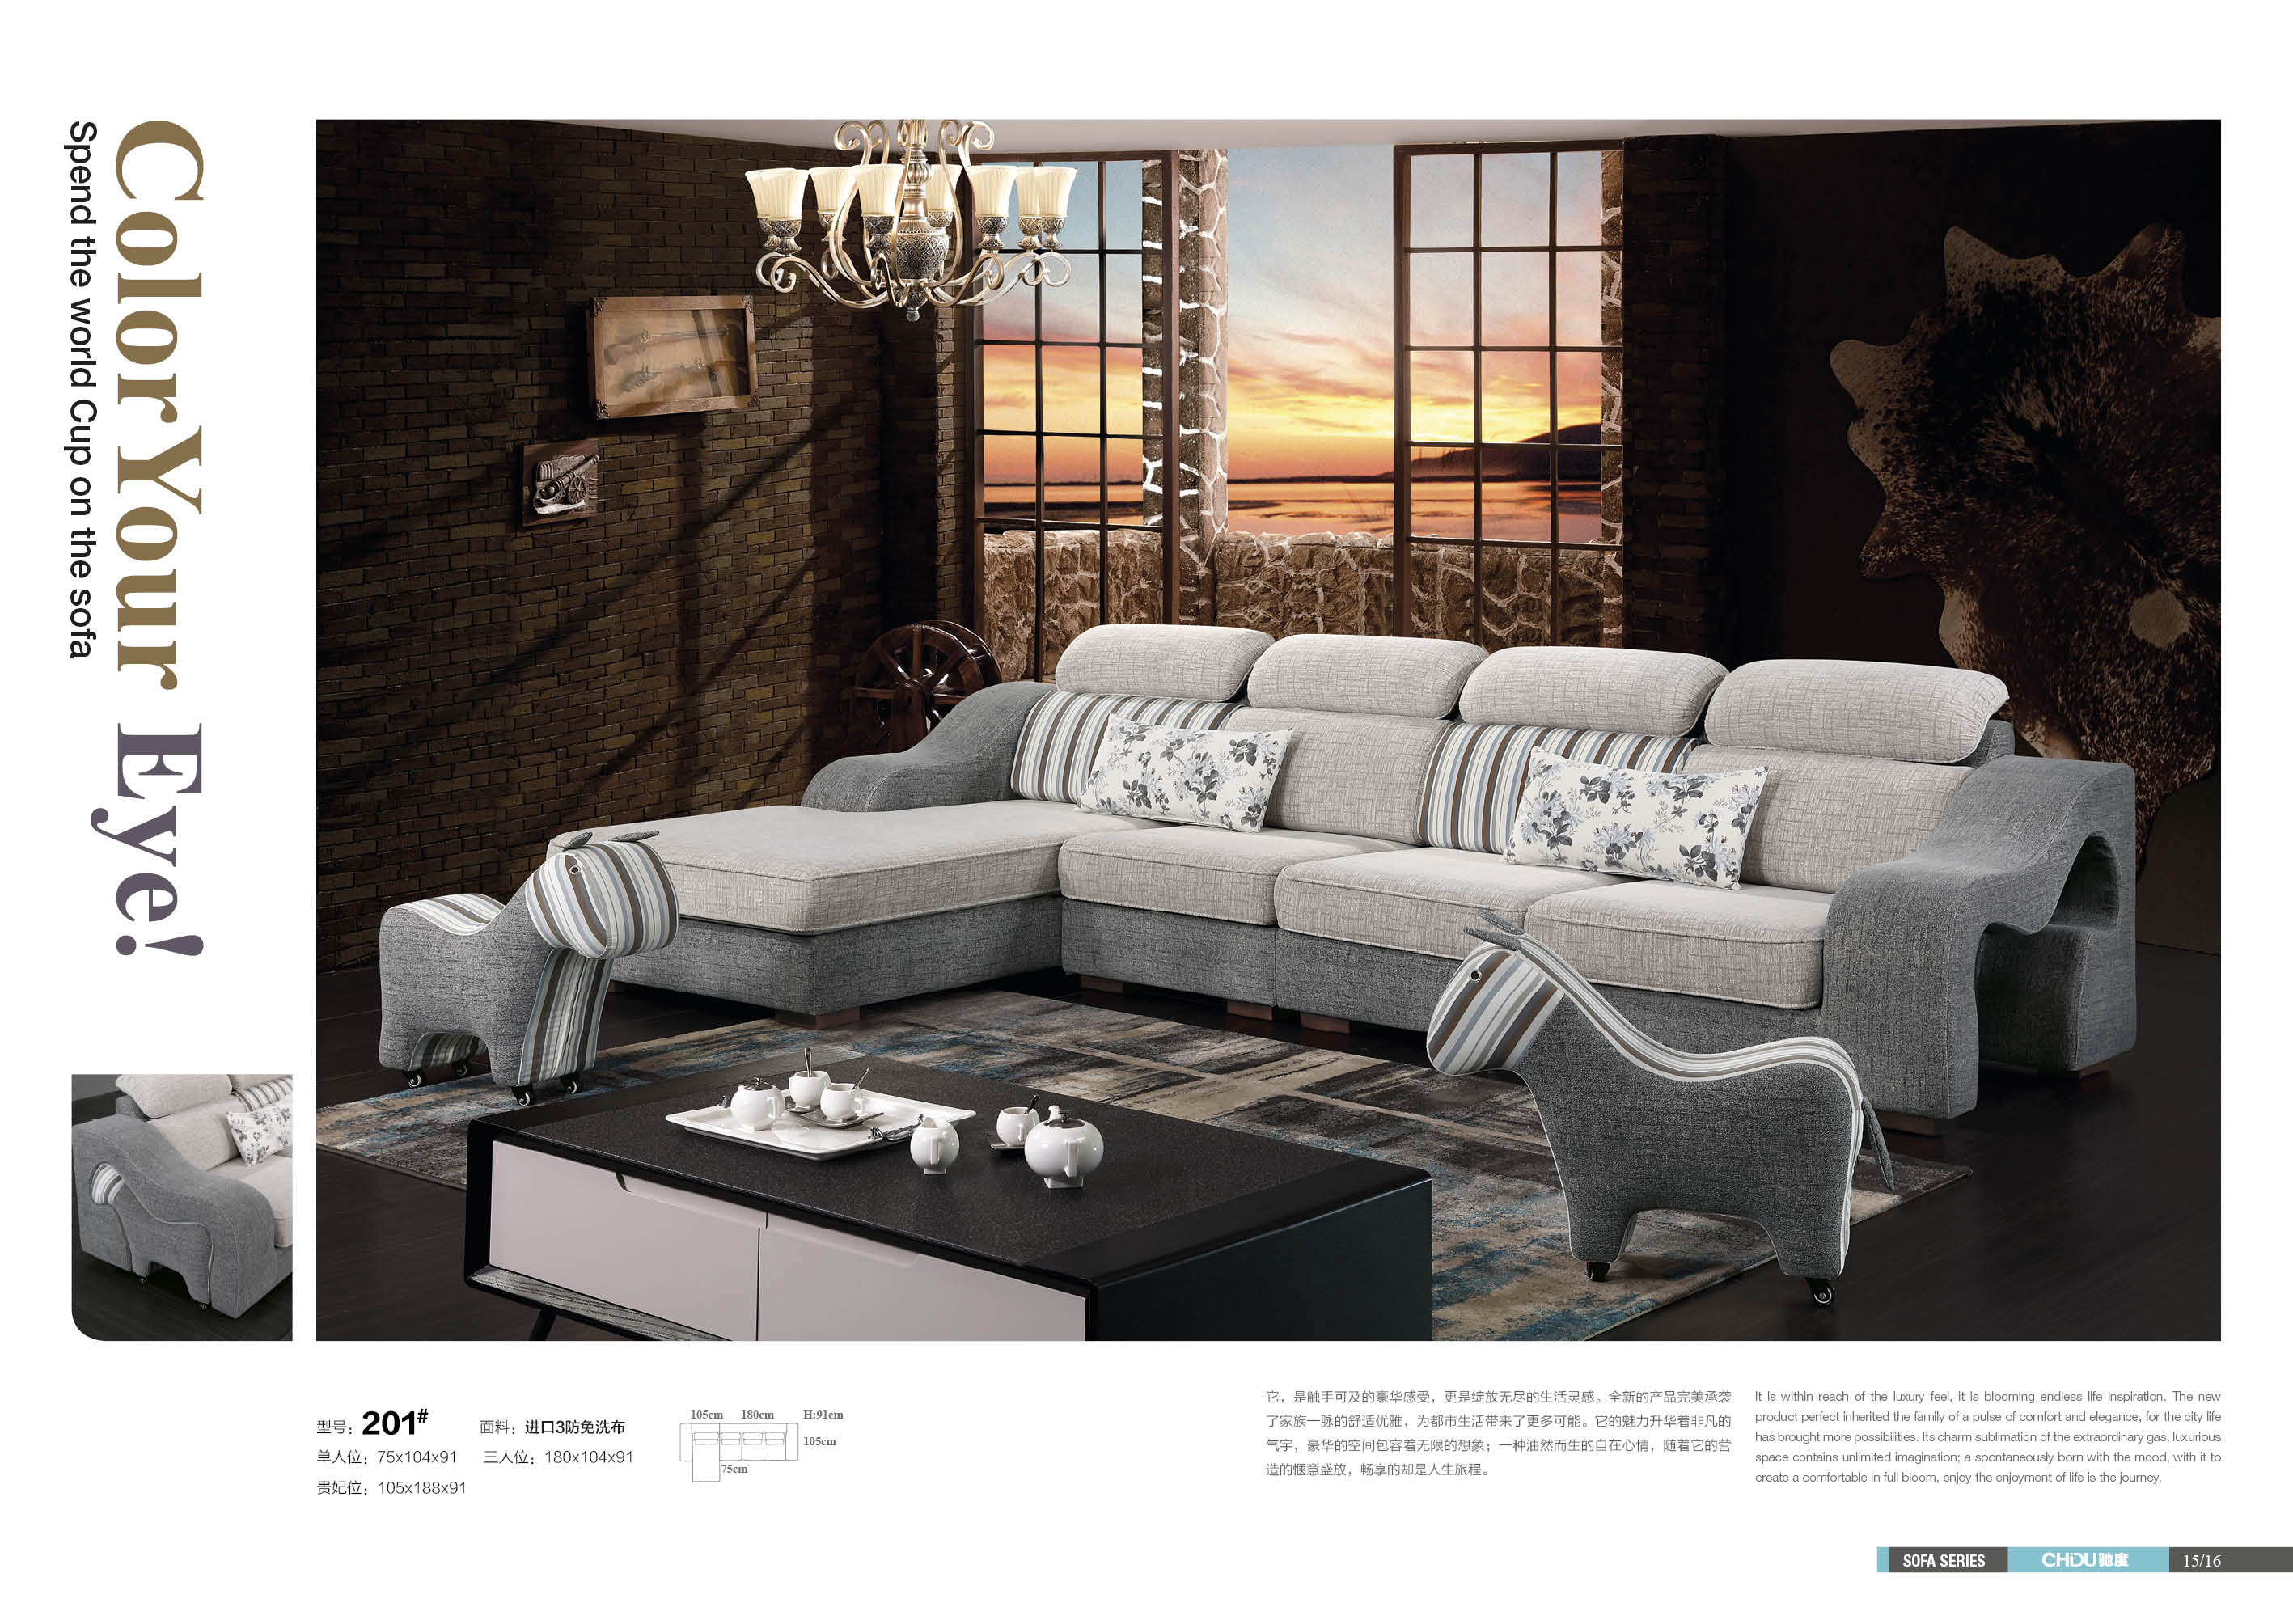 Color Your Eye!
Spend the world Cup on the sofa
型号：201#
面料：进口3防免洗布
单人位：75x104x91
三人位：180x104x91
贵妃位：105x188x91
105cm
180cm
H:91cm
105cm
75cm
它，是触手可及的豪华感受，更是绽放无尽的生活灵感。全新的产品完美承袭
了家族一脉的舒适优雅，为都市生活带来了更多可能。它的魅力升华着非凡的
气宇，豪华的空间包容着无限的想象；一种油然而生的自在心情，随着它的营
造的惬意盛放，畅享的却是人生旅程。
It is within reach of the luxury feel, it is blooming endless life inspiration. The new
product perfect inherited the family of a pulse of comfort and elegance, for the city life
has brought more possibilities. Its charm sublimation of the extraordinary gas, luxurious
space contains unlimited imagination; a spontaneously born with the mood, with it to
create a comfortable in full bloom, enjoy the enjoyment of life is the journey.
SOFA SERIES
CHiDU驰度
15/16